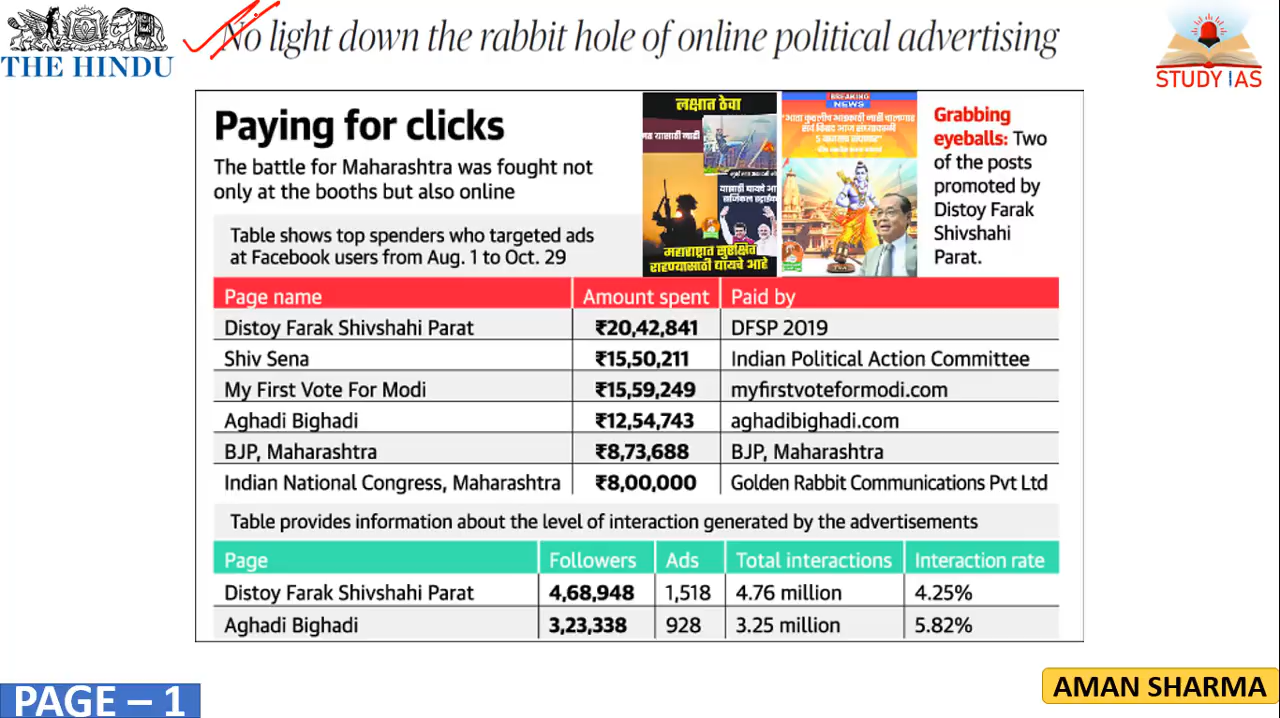 THE HINDU
No light down the rabbit hole of online political advertising
STUDY IAS
Paying for clicks
The battle for Maharashtra was fought not
only at the booths but also online
Table shows top spenders who targeted ads
at Facebook users from Aug. 1 to Oct. 29
लक्षात ठेवा
महाराष्ट्रात सुरक्षित
राहण्यासाठी यायचे आहे
BREAKING
NEWS
Grabbing
eyeballs: Two
of the posts
promoted by
Distoy Farak
Shivshahi
Parat.
Page name Amount spent Paid by
Distoy Farak Shivshahi Parat ₹20,42,841 DFSP 2019
Shiv Sena ₹15,50,211 Indian Political Action Committee
My First Vote For Modi ₹15,59,249 myfirstvoteformodi.com
Aghadi Bighadi ₹12,54,743 aghadibighadi.com
BJP, Maharashtra ₹8,73,688 BJP, Maharashtra
Indian National Congress, Maharashtra ₹8,00,000 Golden Rabbit Communications Pvt Ltd
Table provides information about the level of interaction generated by the advertisements
Page Followers Ads Total interactions Interaction rate
Distoy Farak Shivshahi Parat 4,68,948 1,518 4.76 million 4.25%
Aghadi Bighadi 3,23,338 928 3.25 million 5.82%
PAGE – 1
AMAN SHARMA